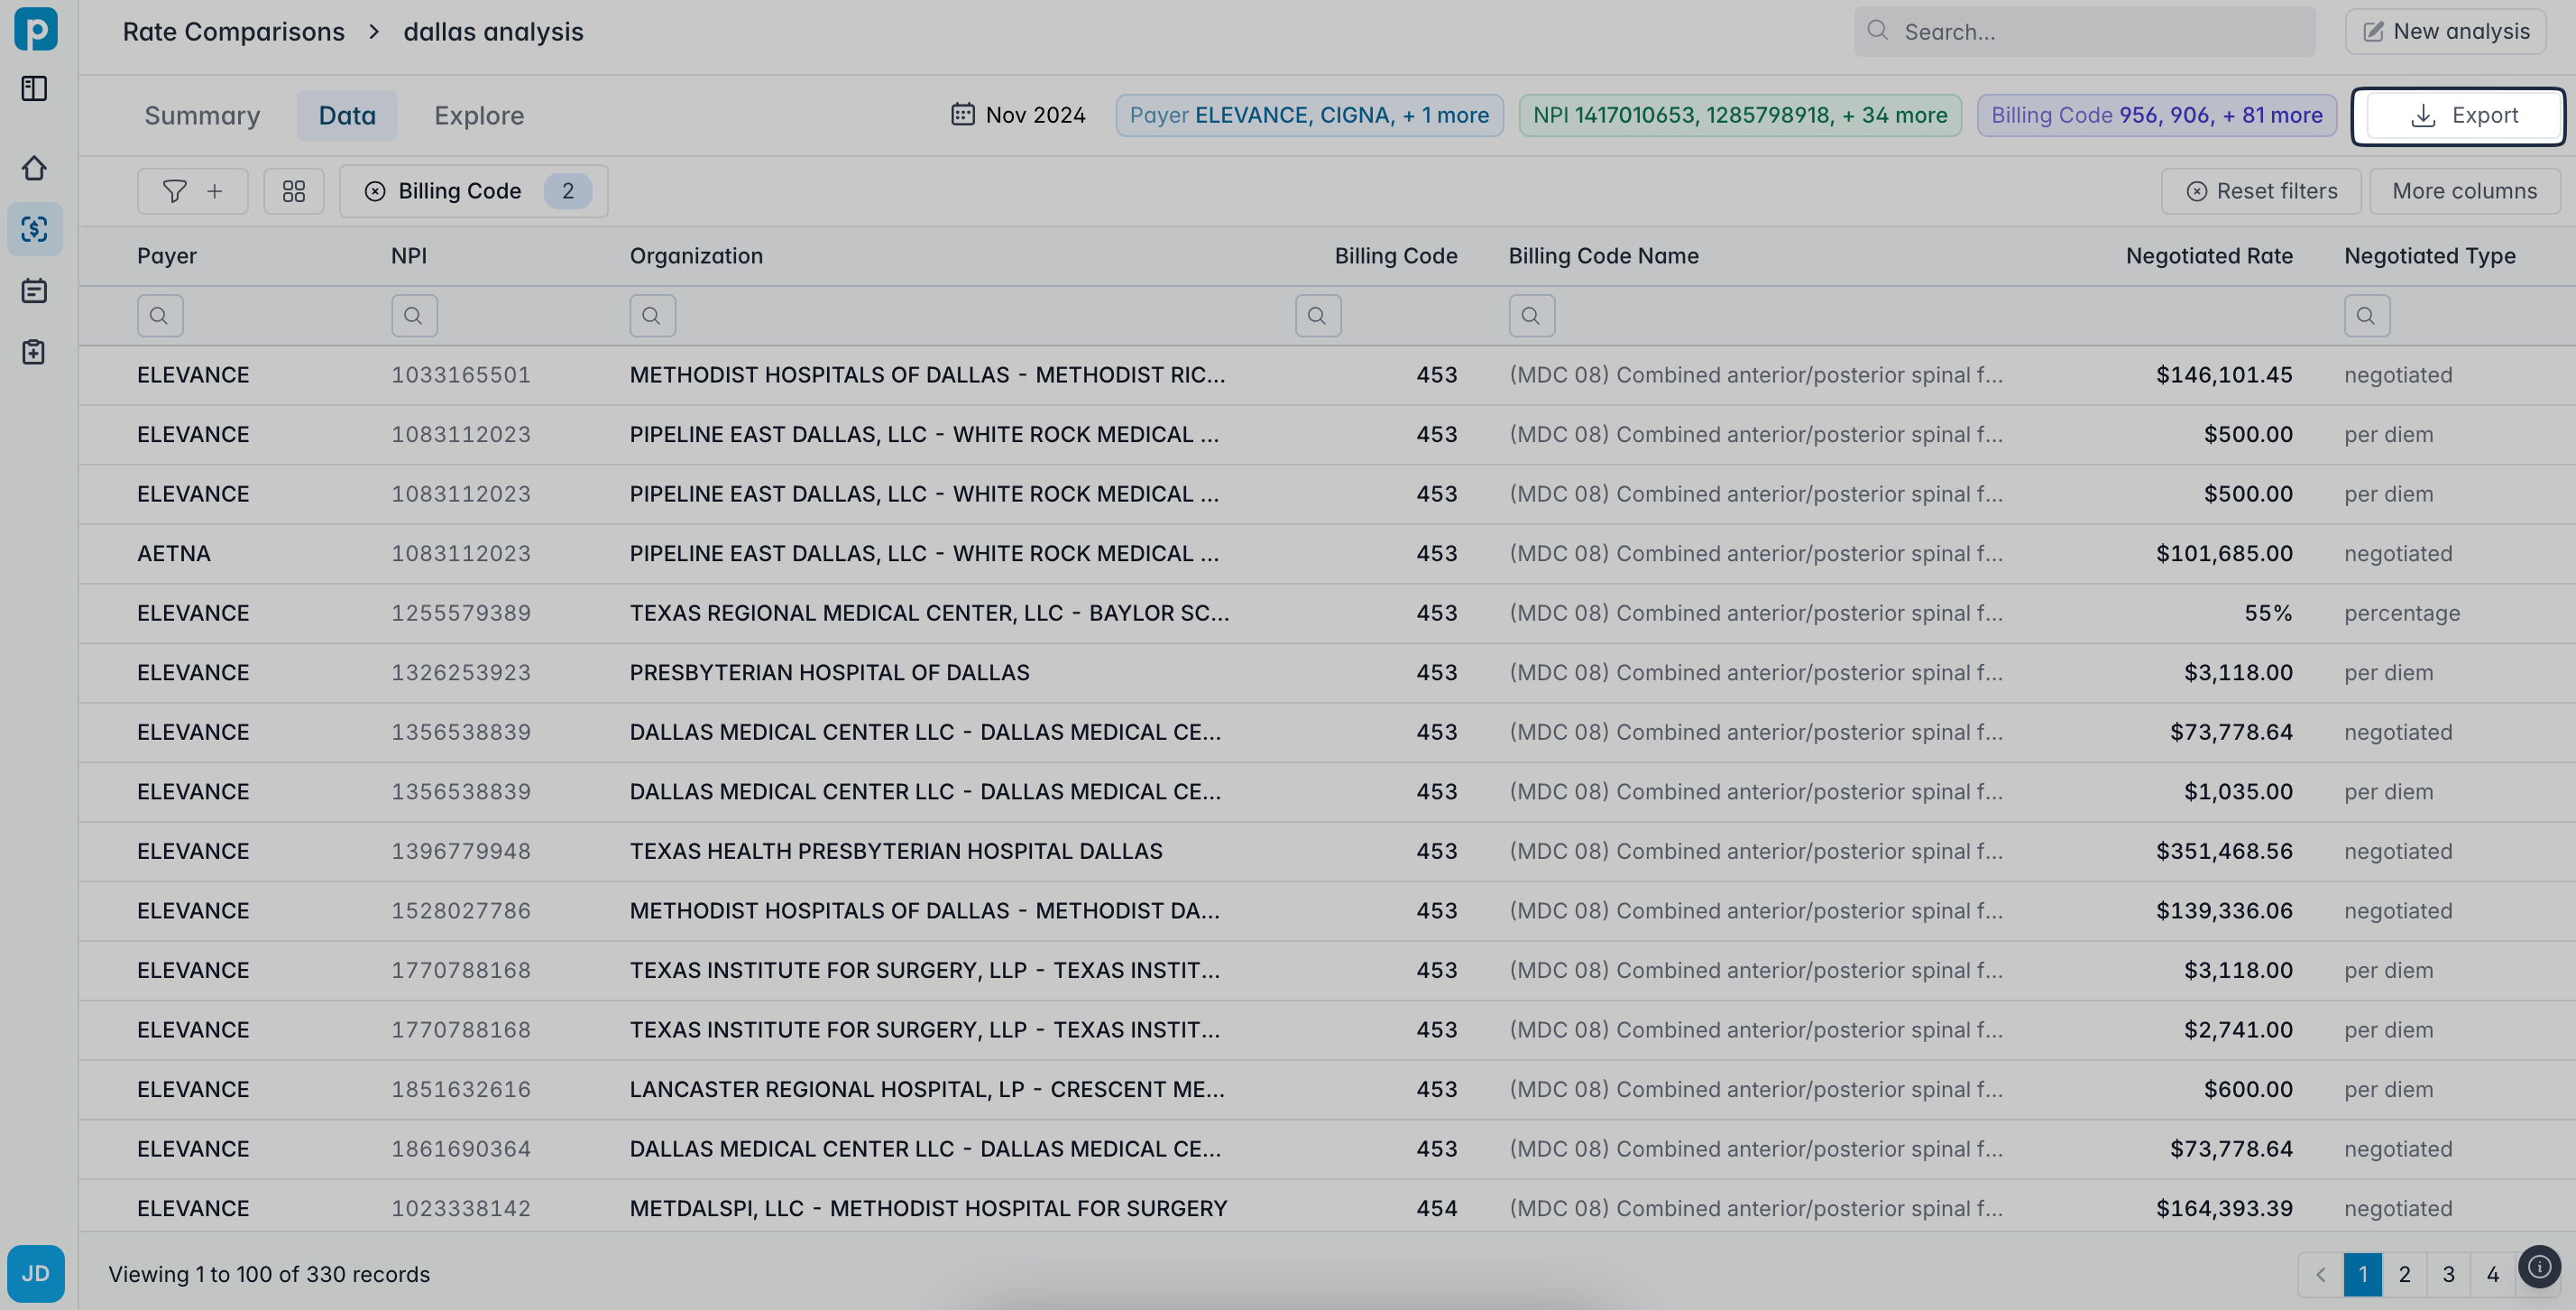 p
Rate Comparisons > dallas analysis
Search...
New analysis
Summary Data Explore
Nov 2024
Payer ELEVANCE, CIGNA, + 1 more
NPI 1417010653, 1285798918, + 34 more
Billing Code 956, 906, + 81 more
Export
+ Billing Code 2
Reset filters
More columns
Payer NPI Organization Billing Code Billing Code Name Negotiated Rate Negotiated Type
ELEVANCE 1033165501 METHODIST HOSPITALS OF DALLAS - METHODIST RIC... 453 (MDC 08) Combined anterior/posterior spinal f... $146,101.45 negotiated
ELEVANCE 1083112023 PIPELINE EAST DALLAS, LLC - WHITE ROCK MEDICAL ... 453 (MDC 08) Combined anterior/posterior spinal f... $500.00 per diem
ELEVANCE 1083112023 PIPELINE EAST DALLAS, LLC - WHITE ROCK MEDICAL ... 453 (MDC 08) Combined anterior/posterior spinal f... $500.00 per diem
AETNA 1083112023 PIPELINE EAST DALLAS, LLC - WHITE ROCK MEDICAL ... 453 (MDC 08) Combined anterior/posterior spinal f... $101,685.00 negotiated
ELEVANCE 1255579389 TEXAS REGIONAL MEDICAL CENTER, LLC - BAYLOR SC... 453 (MDC 08) Combined anterior/posterior spinal f... 55% percentage
ELEVANCE 1326253923 PRESBYTERIAN HOSPITAL OF DALLAS 453 (MDC 08) Combined anterior/posterior spinal f... $3,118.00 per diem
ELEVANCE 1356538839 DALLAS MEDICAL CENTER LLC - DALLAS MEDICAL CE... 453 (MDC 08) Combined anterior/posterior spinal f... $73,778.64 negotiated
ELEVANCE 1356538839 DALLAS MEDICAL CENTER LLC - DALLAS MEDICAL CE... 453 (MDC 08) Combined anterior/posterior spinal f... $1,035.00 per diem
ELEVANCE 1396779948 TEXAS HEALTH PRESBYTERIAN HOSPITAL DALLAS 453 (MDC 08) Combined anterior/posterior spinal f... $351,468.56 negotiated
ELEVANCE 1528027786 METHODIST HOSPITALS OF DALLAS - METHODIST DA... 453 (MDC 08) Combined anterior/posterior spinal f... $139,336.06 negotiated
ELEVANCE 1770788168 TEXAS INSTITUTE FOR SURGERY, LLP - TEXAS INSTIT... 453 (MDC 08) Combined anterior/posterior spinal f... $3,118.00 per diem
ELEVANCE 1770788168 TEXAS INSTITUTE FOR SURGERY, LLP - TEXAS INSTIT... 453 (MDC 08) Combined anterior/posterior spinal f... $2,741.00 per diem
ELEVANCE 1851632616 LANCASTER REGIONAL HOSPITAL, LP - CRESCENT ME... 453 (MDC 08) Combined anterior/posterior spinal f... $600.00 per diem
ELEVANCE 1861690364 DALLAS MEDICAL CENTER LLC - DALLAS MEDICAL CE... 453 (MDC 08) Combined anterior/posterior spinal f... $73,778.64 negotiated
ELEVANCE 1023338142 METDALSPI, LLC - METHODIST HOSPITAL FOR SURGERY 454 (MDC 08) Combined anterior/posterior spinal f... $164,393.39 negotiated
JD
Viewing 1 to 100 of 330 records
< 1 2 3 4